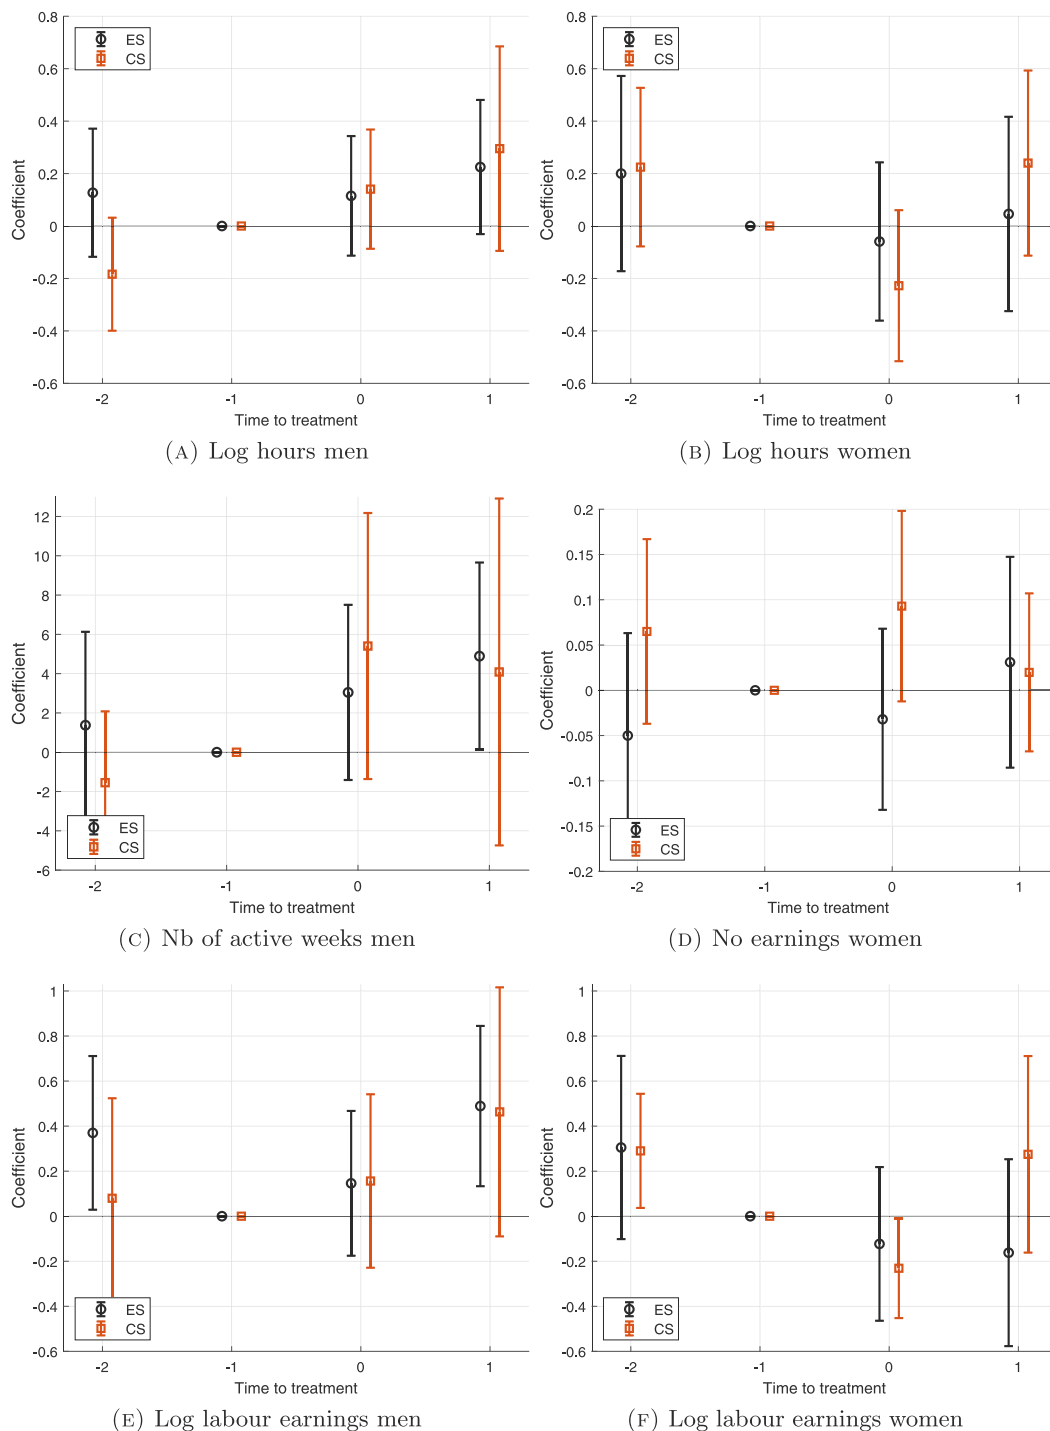 0.8
0.6
0.4
0.2
0
-0.2
-0.4
-0.6
Coefficient
ES
CS
-2
-1
0
1
Time to treatment
(A) Log hours men
0.8
0.6
0.4
0.2
0
-0.2
-0.4
-0.6
Coefficient
ES
CS
-2
-1
0
1
Time to treatment
(B) Log hours women
12
10
8
6
4
2
0
-2
-4
-6
Coefficient
ES
CS
-2
-1
0
1
Time to treatment
(C) Nb of active weeks men
0.2
0.15
0.1
0.05
0
-0.05
-0.1
-0.15
-0.2
Coefficient
ES
CS
-2
-1
0
1
Time to treatment
(D) No earnings women
1
0.8
0.6
0.4
0.2
0
-0.2
-0.4
-0.6
Coefficient
ES
CS
-2
-1
0
1
Time to treatment
(E) Log labour earnings men
1
0.8
0.6
0.4
0.2
0
-0.2
-0.4
-0.6
Coefficient
ES
CS
-2
-1
0
1
Time to treatment
(F) Log labour earnings women